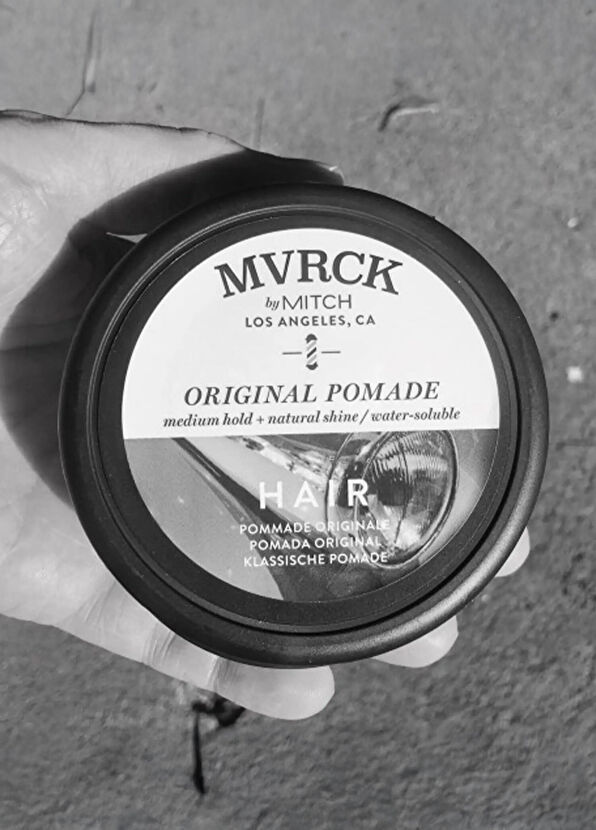 MVRCK
by MITCH
LOS ANGELES, CA
ORIGINAL POMADE
medium hold + natural shine / water-soluble
HAIR
POMMADE ORIGINALE
POMADA ORIGINAL
KLASSISCHE POMADE